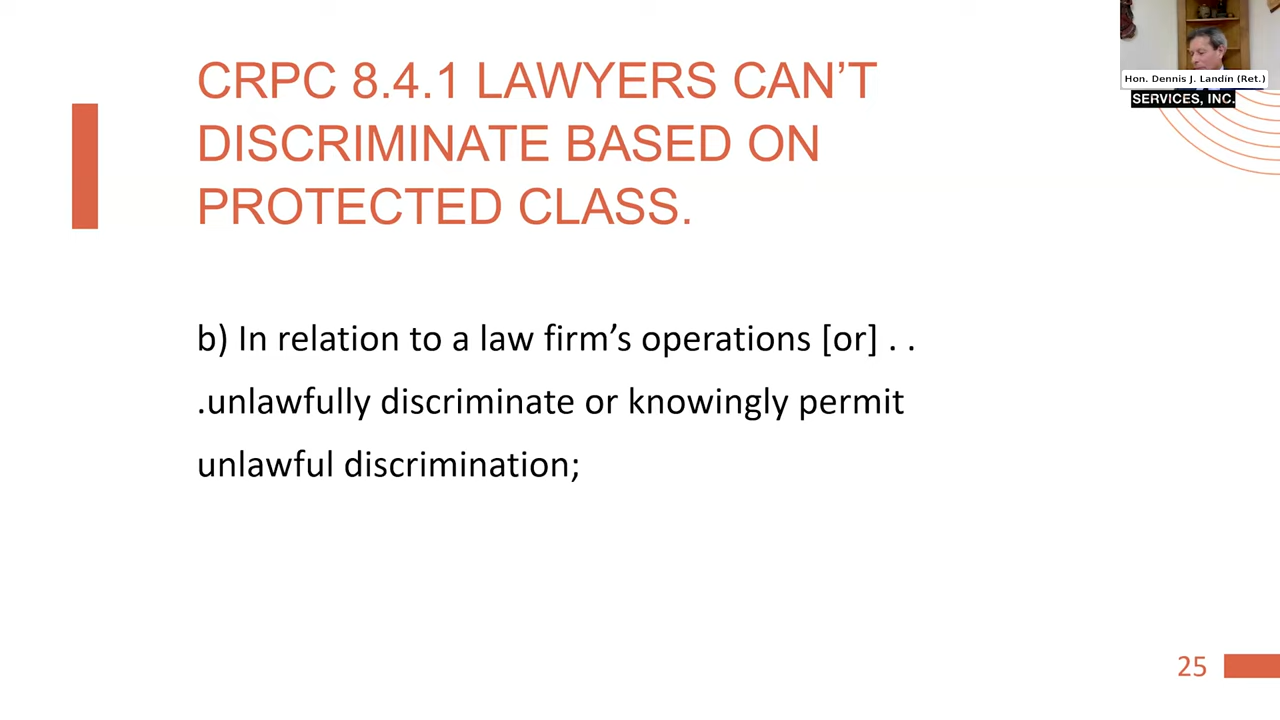 CRPC 8.4.1 LAWYERS CAN’T
DISCRIMINATE BASED ON
PROTECTED CLASS.
Hon. Dennis J. Landin (Ret.)
SERVICES, INC.
b) In relation to a law firm’s operations [or] . .
.unlawfully discriminate or knowingly permit
unlawful discrimination;
25